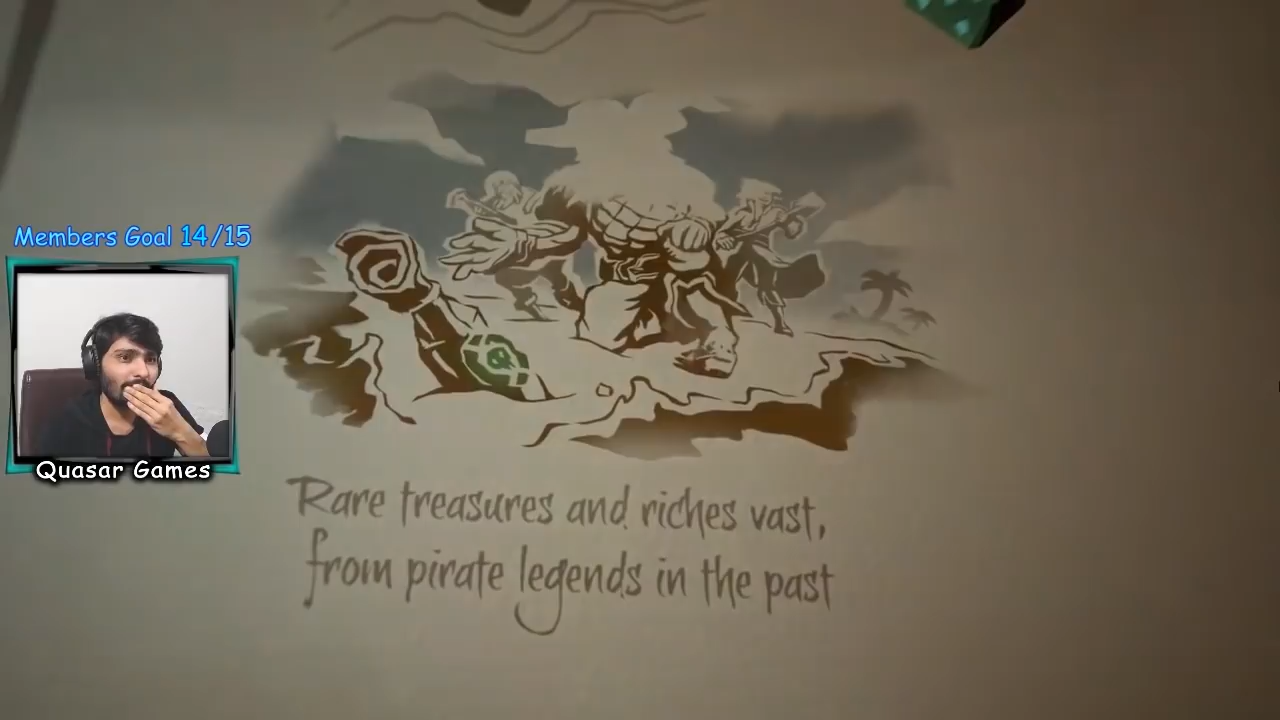 Members Goal 14/15
Quasar Games
Rare treasures and riches vast,
from pirate legends in the past